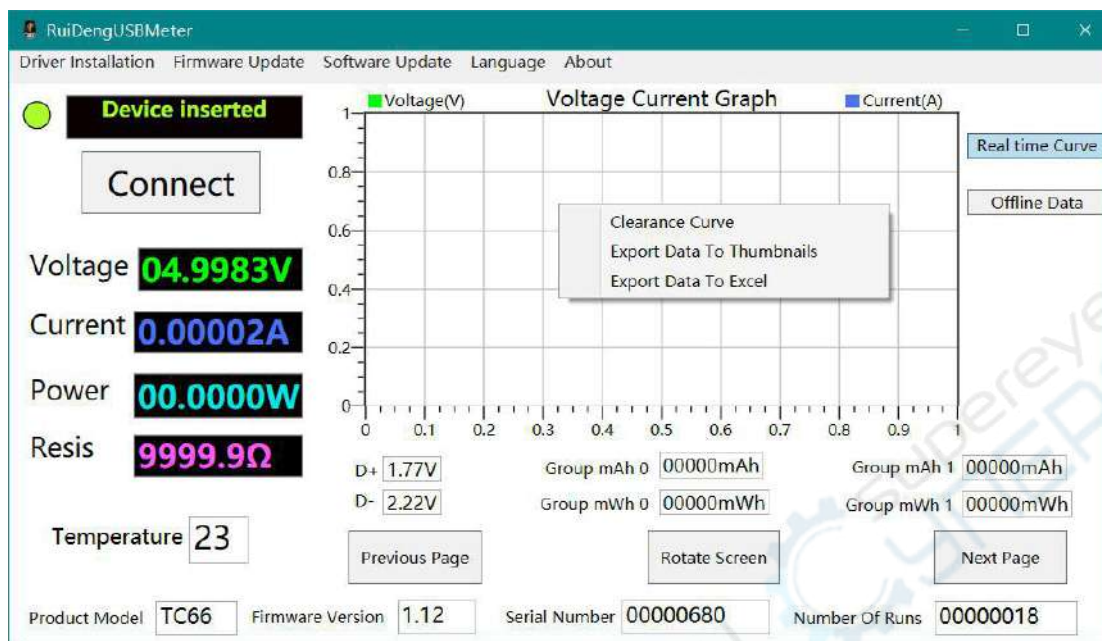 RuiDengUSBMeter
Driver Installation Firmware Update Software Update Language About
Device inserted
Connect
Voltage 04.9983V
Current 0.00002A
Power 00.0000W
Resis 9999.9Ω
Temperature 23
Voltage(V) Voltage Current Graph Current(A)
1
0.8
0.6
0.4
0.2
0
0 0.1 0.2 0.3 0.4 0.5 0.6 0.7 0.8 0.9 1
Clearance Curve
Export Data To Thumbnails
Export Data To Excel
Real time Curve
Offline Data
D+ 1.77V Group mAh 0 00000mAh Group mAh 1 00000mAh
D- 2.22V Group mWh 0 00000mWh Group mWh 1 00000mWh
Previous Page Rotate Screen Next Page
Product Model TC66 Firmware Version 1.12 Serial Number 00000680 Number Of Runs 00000018